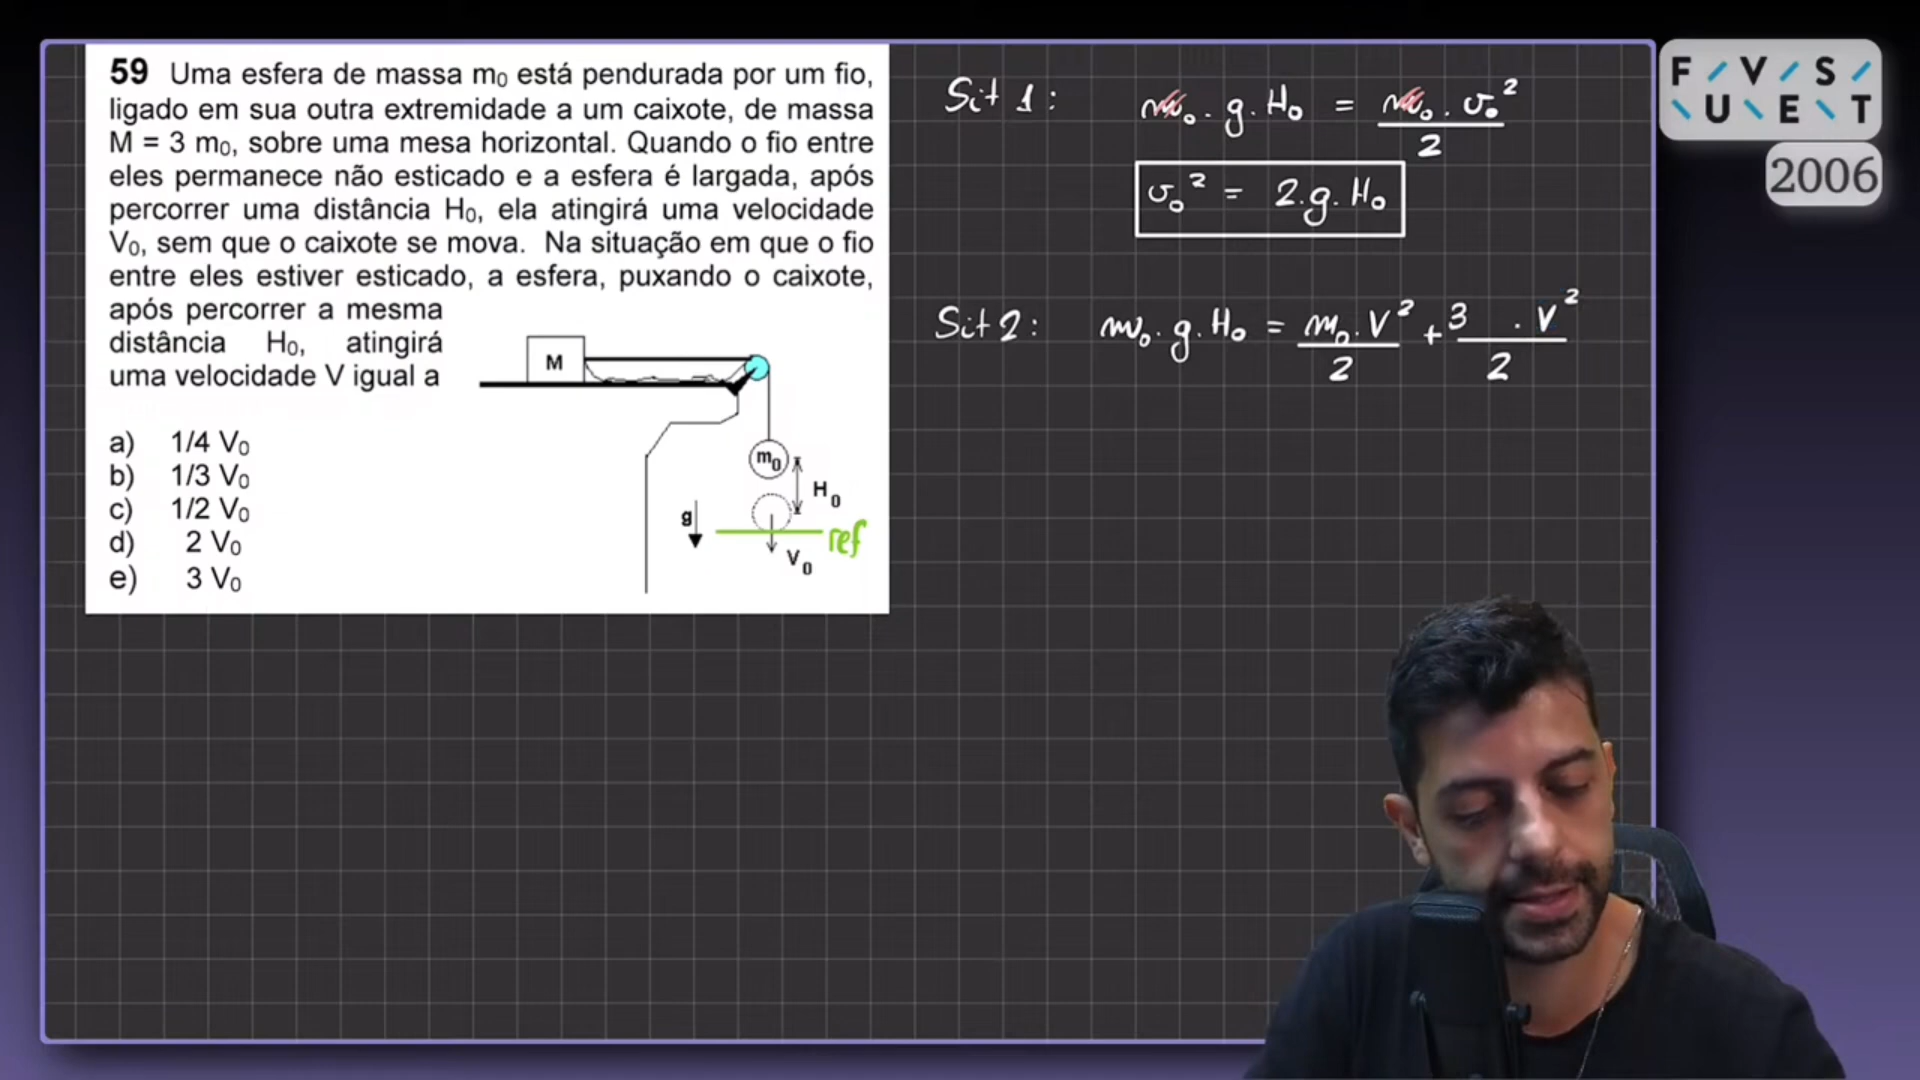 59 Uma esfera de massa m₀ está pendurada por um fio,
ligado em sua outra extremidade a um caixote, de massa
M = 3 m₀, sobre uma mesa horizontal. Quando o fio entre
eles permanece não esticado e a esfera é largada, após
percorrer uma distância H₀, ela atingirá uma velocidade
V₀, sem que o caixote se mova. Na situação em que o fio
entre eles estiver esticado, a esfera, puxando o caixote,
após percorrer a mesma
distância H₀, atingirá
uma velocidade V igual a
a) 1/4 V₀
b) 1/3 V₀
c) 1/2 V₀
d) 2 V₀
e) 3 V₀
M
m₀
H₀
g
ref
V₀
Sit 1: m₀ . g . H₀ = m₀ . v₀² / 2
v₀² = 2.g.H₀
Sit 2: m₀ . g . H₀ = m₀ . V² / 2 + 3 . V² / 2
FUVEST
2006